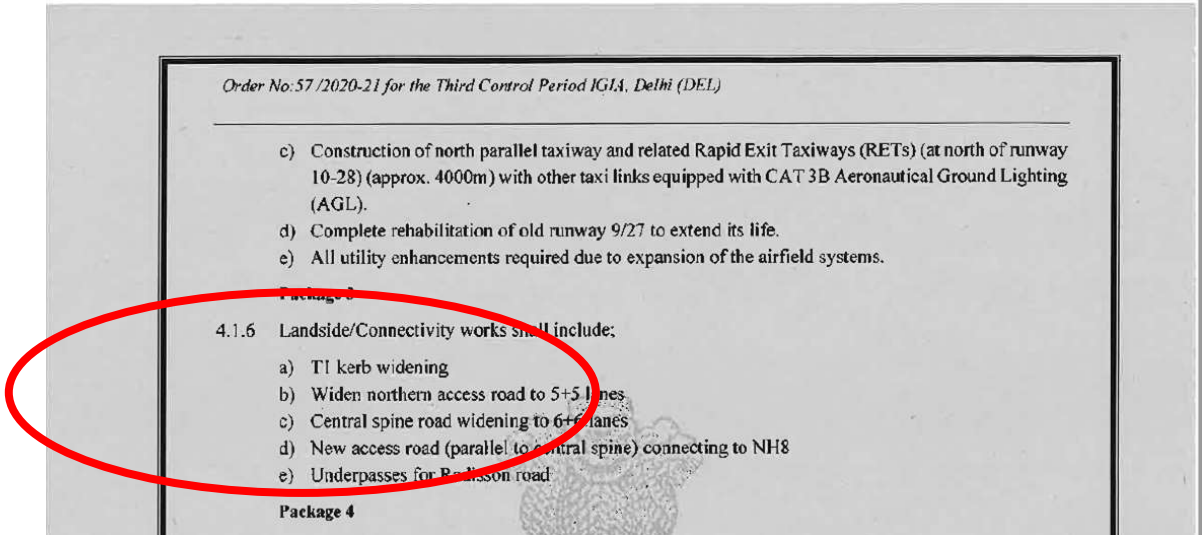 Order No:57 /2020-21 for the Third Control Period IGIA, Delhi (DEL)
c) Construction of north parallel taxiway and related Rapid Exit Taxiways (RETs) (at north of runway
10-28) (approx. 4000m) with other taxi links equipped with CAT 3B Aeronautical Ground Lighting
(AGL).
d) Complete rehabilitation of old runway 9/27 to extend its life.
e) All utility enhancements required due to expansion of the airfield systems.
Package 3
4.1.6 Landside/Connectivity works shall include;
a) T1 kerb widening
b) Widen northern access road to 5+5 lanes
c) Central spine road widening to 6+6 lanes
d) New access road (parallel to central spine) connecting to NH8
e) Underpasses for Radisson road
Package 4